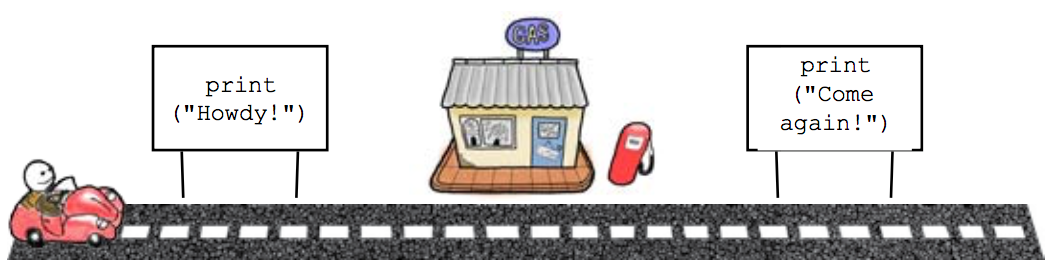 print
("Howdy!")
GAS
print
("Come
again!")